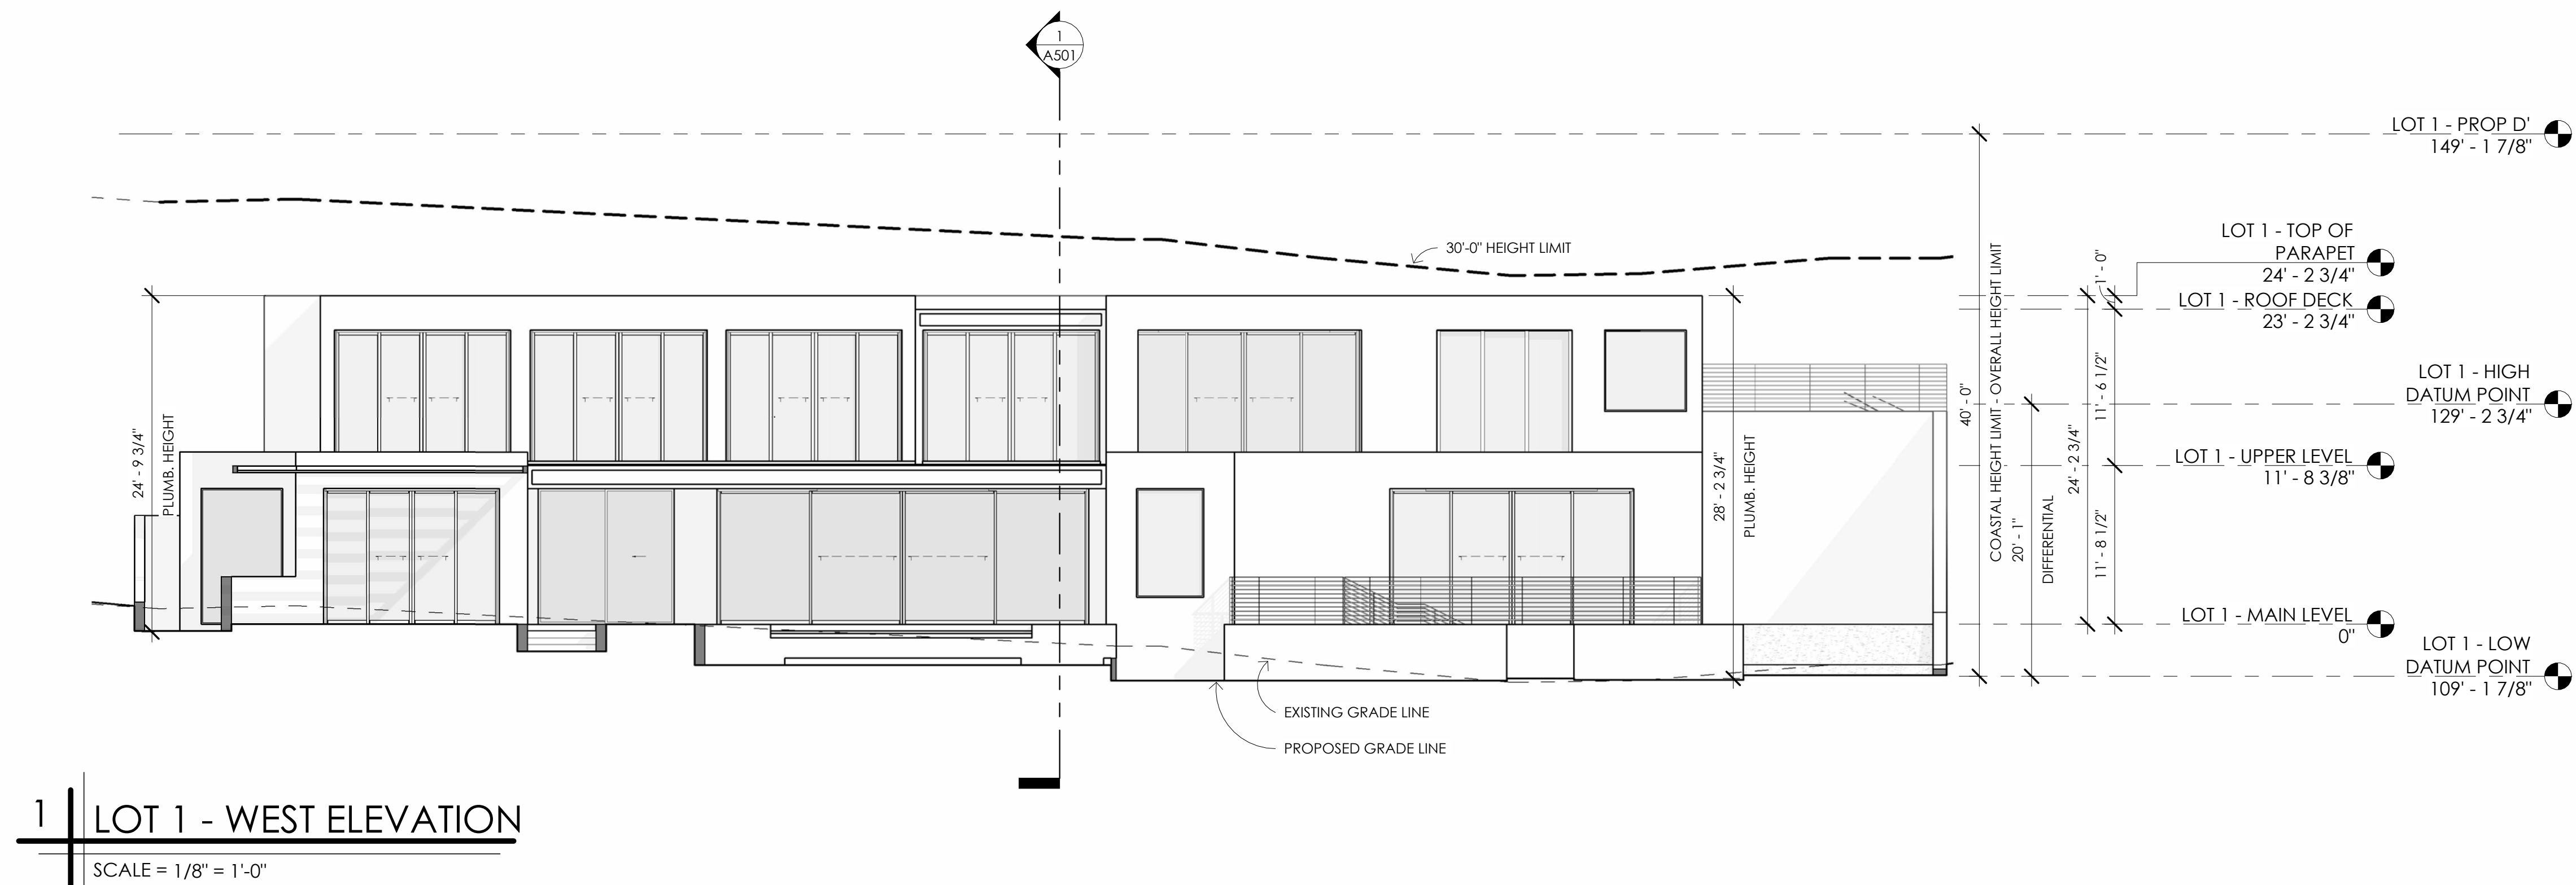 1
A501
LOT 1 - PROP D'
149' - 1 7/8"
30'-0" HEIGHT LIMIT
LOT 1 - TOP OF
PARAPET
24' - 2 3/4"
1' - 0"
LOT 1 - ROOF DECK
23' - 2 3/4"
LOT 1 - HIGH
DATUM POINT
129' - 2 3/4"
LOT 1 - UPPER LEVEL
11' - 8 3/8"
LOT 1 - MAIN LEVEL
0"
LOT 1 - LOW
DATUM POINT
109' - 1 7/8"
24' - 9 3/4"
PLUMB. HEIGHT
28' - 2 3/4"
PLUMB. HEIGHT
40' - 0"
COASTAL HEIGHT LIMIT - OVERALL HEIGHT LIMIT
20' - 1"
DIFFERENTIAL
24' - 2 3/4"
11' - 6 1/2"
11' - 8 1/2"
EXISTING GRADE LINE
PROPOSED GRADE LINE
1
LOT 1 - WEST ELEVATION
SCALE = 1/8" = 1'-0"